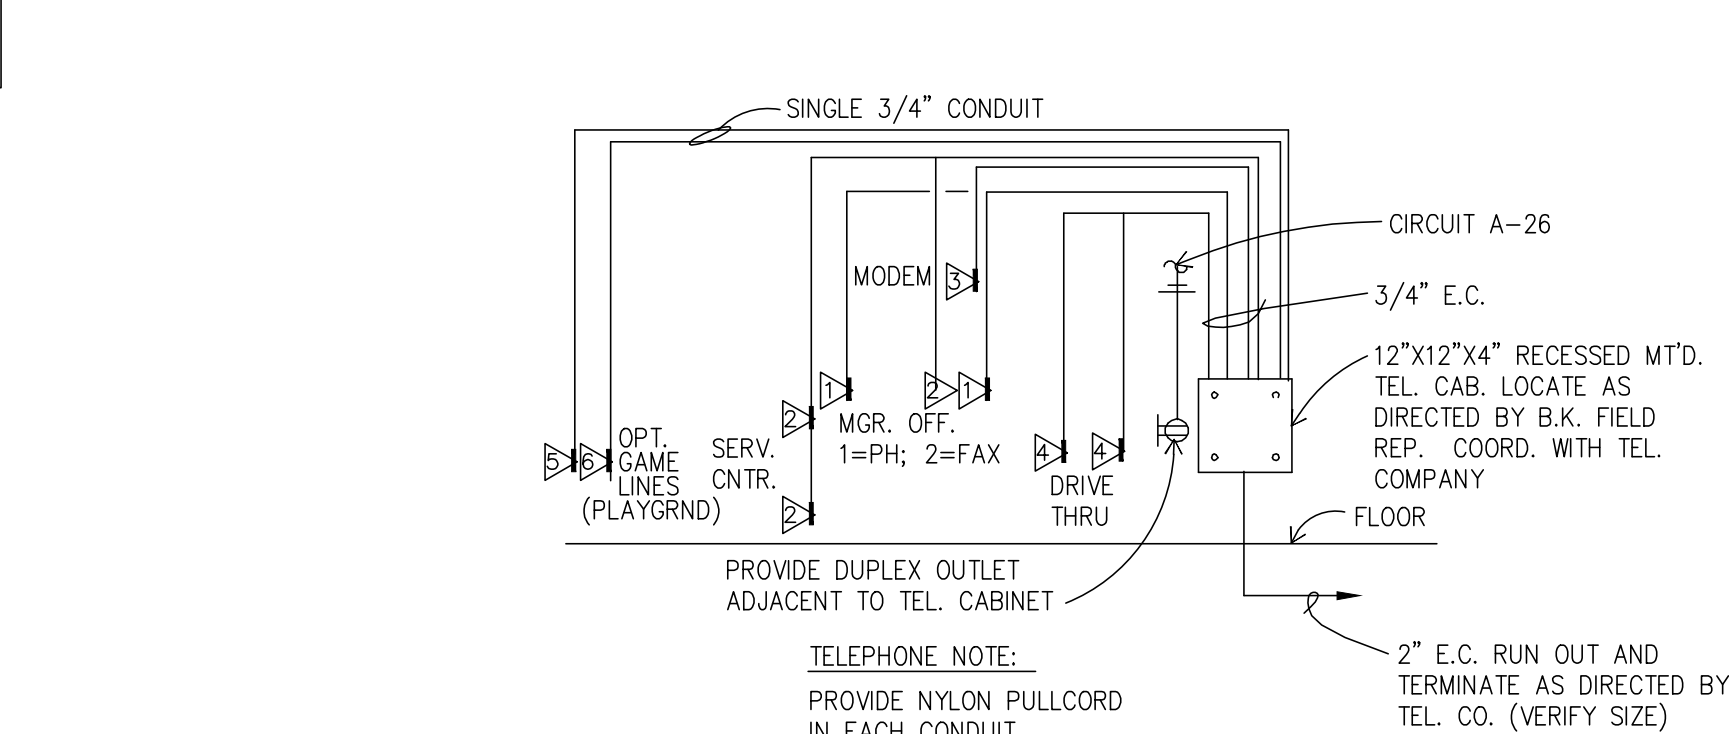 SINGLE 3/4" CONDUIT
CIRCUIT A-26
MODEM
3
3/4" E.C.
12"X12"X4" RECESSED MT'D.
TEL. CAB. LOCATE AS
DIRECTED BY B.K. FIELD
REP. COORD. WITH TEL.
COMPANY
1
2
1
2
MGR. OFF.
1=PH; 2=FAX
5
6
OPT.
GAME
LINES
(PLAYGRND)
SERV.
CNTR.
2
4
4
DRIVE
THRU
FLOOR
PROVIDE DUPLEX OUTLET
ADJACENT TO TEL. CABINET
2" E.C. RUN OUT AND
TERMINATE AS DIRECTED BY
TEL. CO. (VERIFY SIZE)
TELEPHONE NOTE:
PROVIDE NYLON PULLCORD
IN EACH CONDUIT